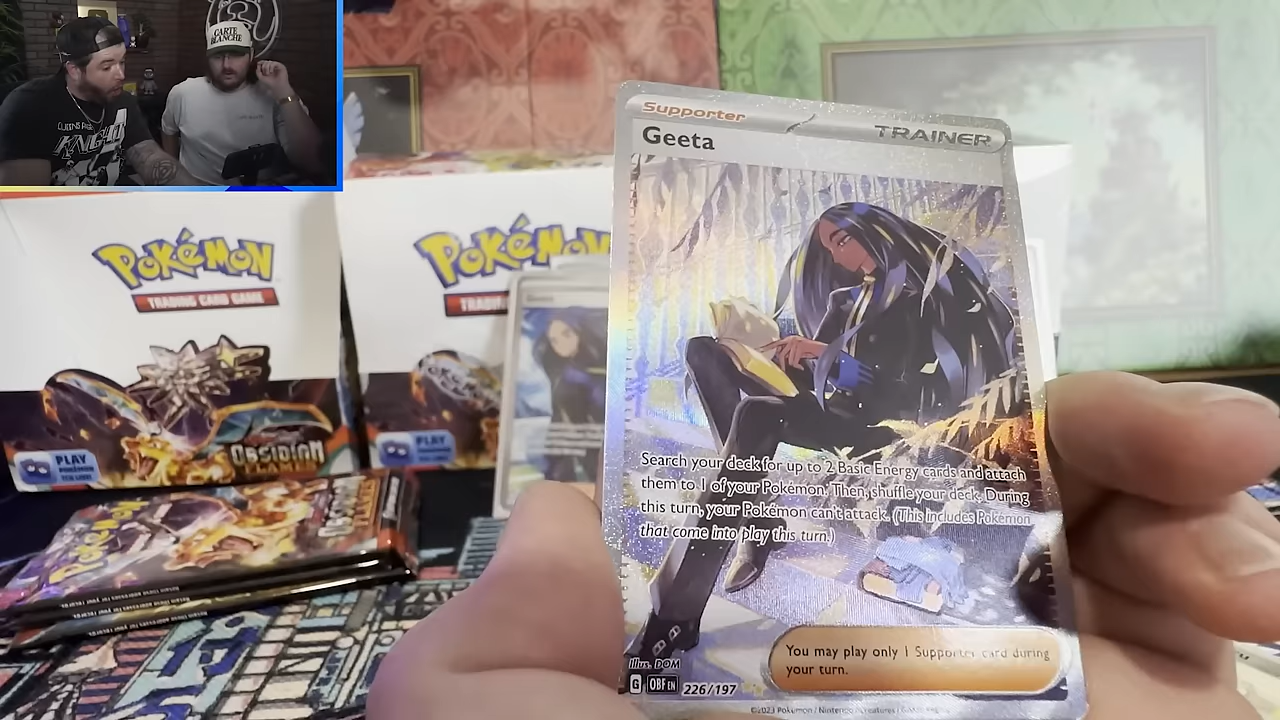 CARTE
BLANCHE
POKéMON
TRADING CARD GAME
PLAY
POKéMON
OBSIDIAN
FLAMES
POKéMON
PLAY
Supporter
TRAINER
Geeta
Search your deck for up to 2 Basic Energy cards and attach
them to 1 of your Pokémon. Then, shuffle your deck. During
this turn, your Pokémon can't attack. (This includes Pokémon
that come into play this turn.)
You may play only 1 Supporter card during
your turn.
Illus. DOM
G OBF EN 226/197
©2023 Pokémon / Nintendo / Creatures / GAME FREAK